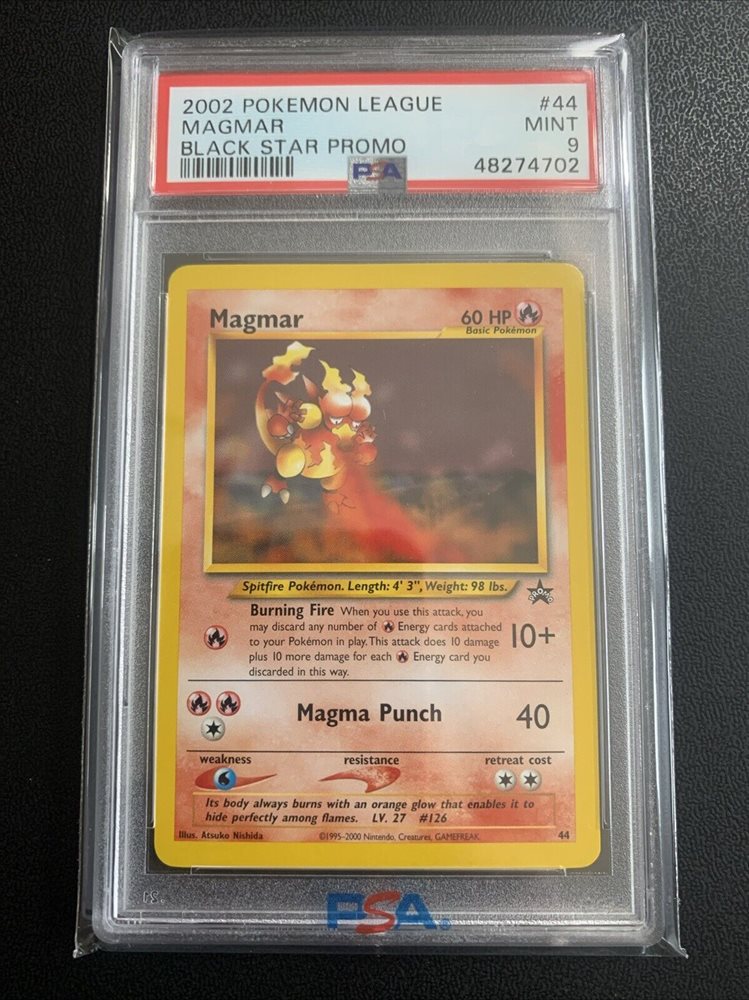 2002 POKEMON LEAGUE #44
MAGMAR MINT
BLACK STAR PROMO 9
PSA 48274702
Magmar 60 HP
Basic Pokémon
Spitfire Pokémon. Length: 4' 3", Weight: 98 lbs.
PROMO
Burning Fire When you use this attack, you
may discard any number of Energy cards attached
to your Pokémon in play. This attack does 10 damage
plus 10 more damage for each Energy card you
discarded in this way.
10+
Magma Punch 40
weakness resistance retreat cost
Its body always burns with an orange glow that enables it to
hide perfectly among flames. LV. 27 #126
Illus. Atsuko Nishida ©1995-2000 Nintendo, Creatures, GAMEFREAK. 44
PSA.